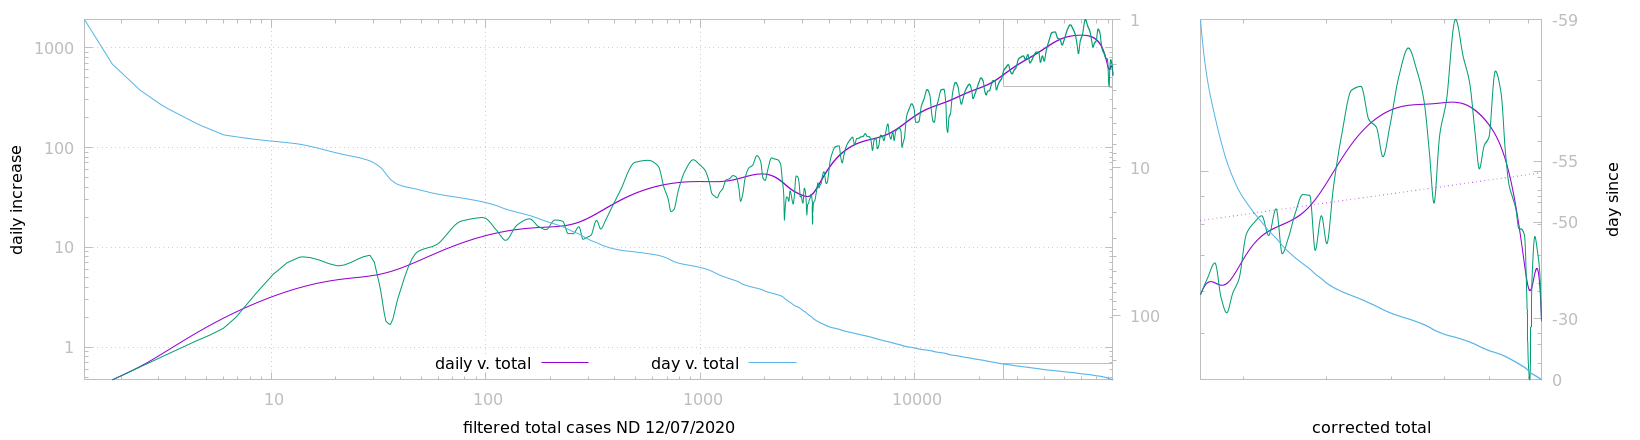 daily increase
1000
100
10
1
10
100
1000
10000
1
10
100
daily v. total
day v. total
filtered total cases ND 12/07/2020
-59
-55
-50
-30
0
day since
corrected total